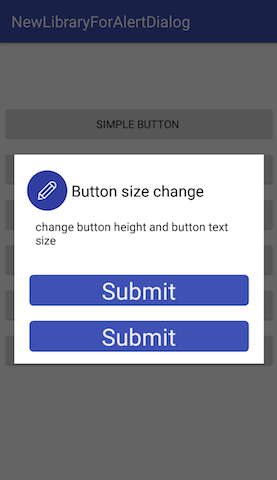 NewLibraryForAlertDialog
SIMPLE BUTTON
Button size change
change button height and button text
size
Submit
Submit